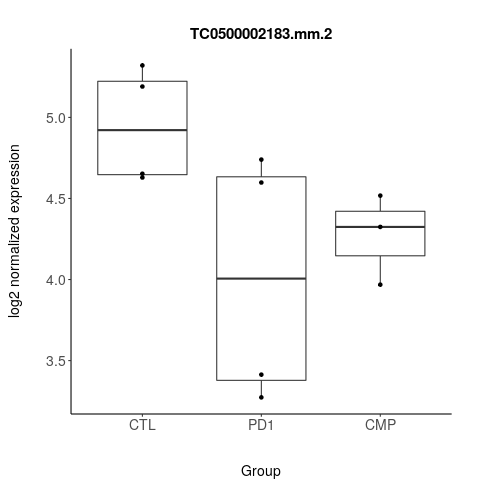 TC0500002183.mm.2
log2 normalized expression
5.0
4.5
4.0
3.5
CTL
PD1
CMP
Group